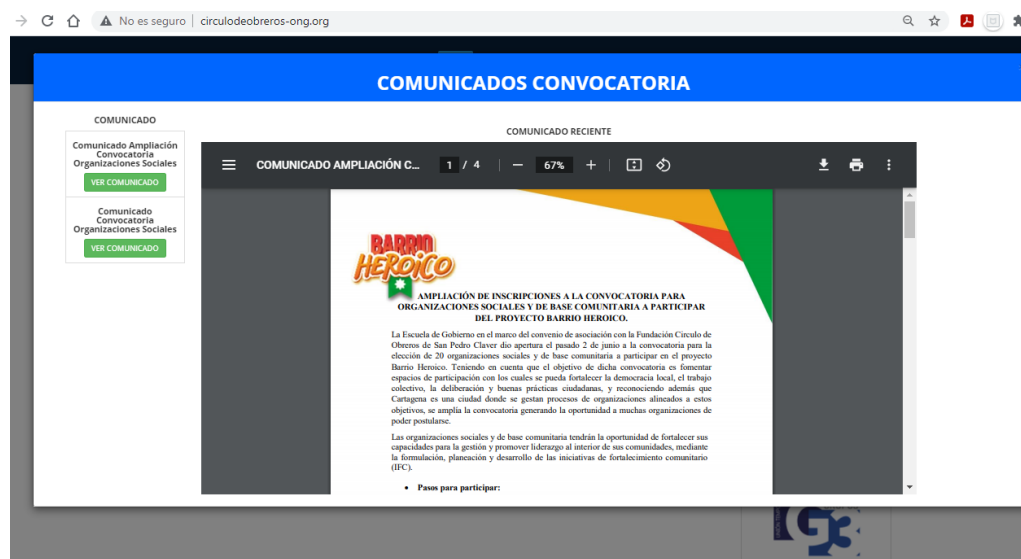 No es seguro | circulodeobreros-ong.org
COMUNICADOS CONVOCATORIA
COMUNICADO
Comunicado Ampliación
Convocatoria
Organizaciones Sociales
VER COMUNICADO
Comunicado
Convocatoria
Organizaciones Sociales
VER COMUNICADO
COMUNICADO RECIENTE
COMUNICADO AMPLIACIÓN C... 1 / 4 | − 67% + |
BARRIO
HEROICO
AMPLIACIÓN DE INSCRIPCIONES A LA CONVOCATORIA PARA
ORGANIZACIONES SOCIALES Y DE BASE COMUNITARIA A PARTICIPAR
DEL PROYECTO BARRIO HEROICO.
La Escuela de Gobierno en el marco del convenio de asociación con la Fundación Circulo de
Obreros de San Pedro Claver dio apertura el pasado 2 de junio a la convocatoria para la
elección de 20 organizaciones sociales y de base comunitaria a participar en el proyecto
Barrio Heroico. Teniendo en cuenta que el objetivo de dicha convocatoria es fomentar
espacios de participación con los cuales se pueda fortalecer la democracia local, el trabajo
colectivo, la deliberación y buenas prácticas ciudadanas, y reconociendo además que
Cartagena es una ciudad donde se gestan procesos de organizaciones alineados a estos
objetivos, se amplía la convocatoria generando la oportunidad a muchas organizaciones de
poder postularse.
Las organizaciones sociales y de base comunitaria tendrán la oportunidad de fortalecer sus
capacidades para la gestión y promover liderazgo al interior de sus comunidades, mediante
la formulación, planeación y desarrollo de las iniciativas de fortalecimiento comunitario
(IFC).
• Pasos para participar:
G3